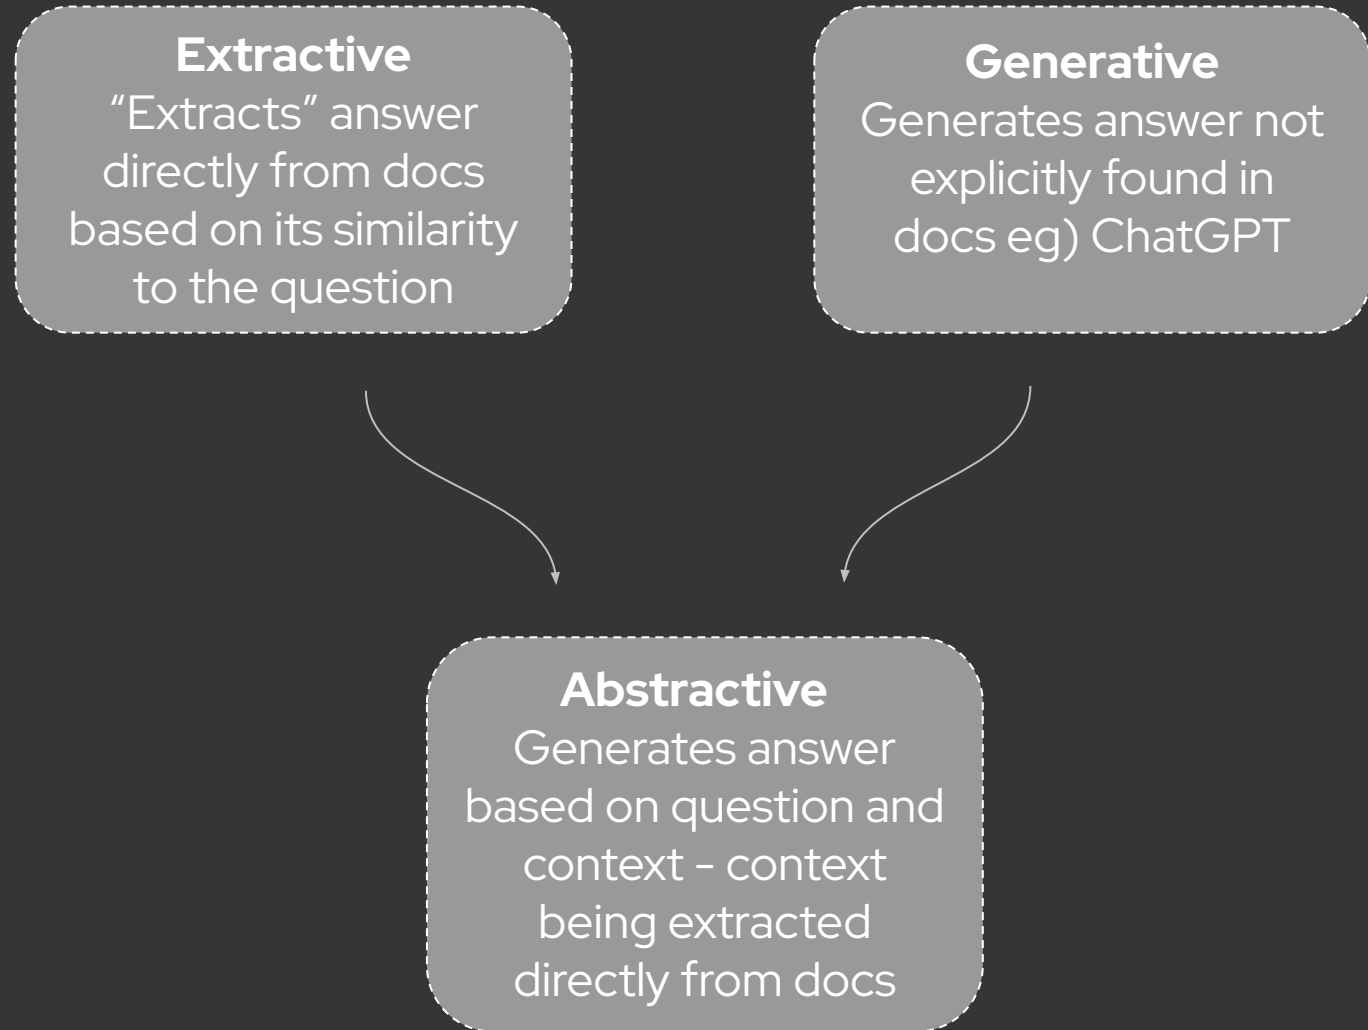 Extractive
“Extracts” answer
directly from docs
based on its similarity
to the question
Generative
Generates answer not
explicitly found in
docs eg) ChatGPT
Abstractive
Generates answer
based on question and
context - context
being extracted
directly from docs